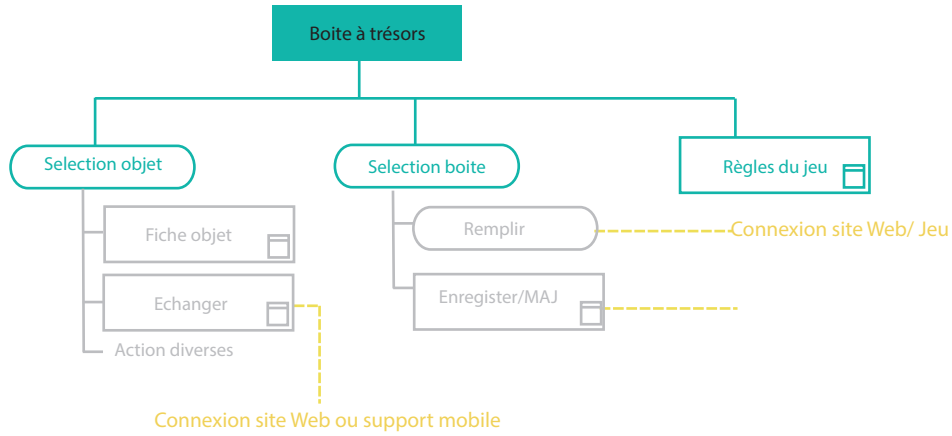 Boite à trésors
Selection objet
Selection boite
Règles du jeu
Fiche objet
Remplir
Connexion site Web/ Jeu
Echanger
Enregister/MAJ
Action diverses
Connexion site Web ou support mobile